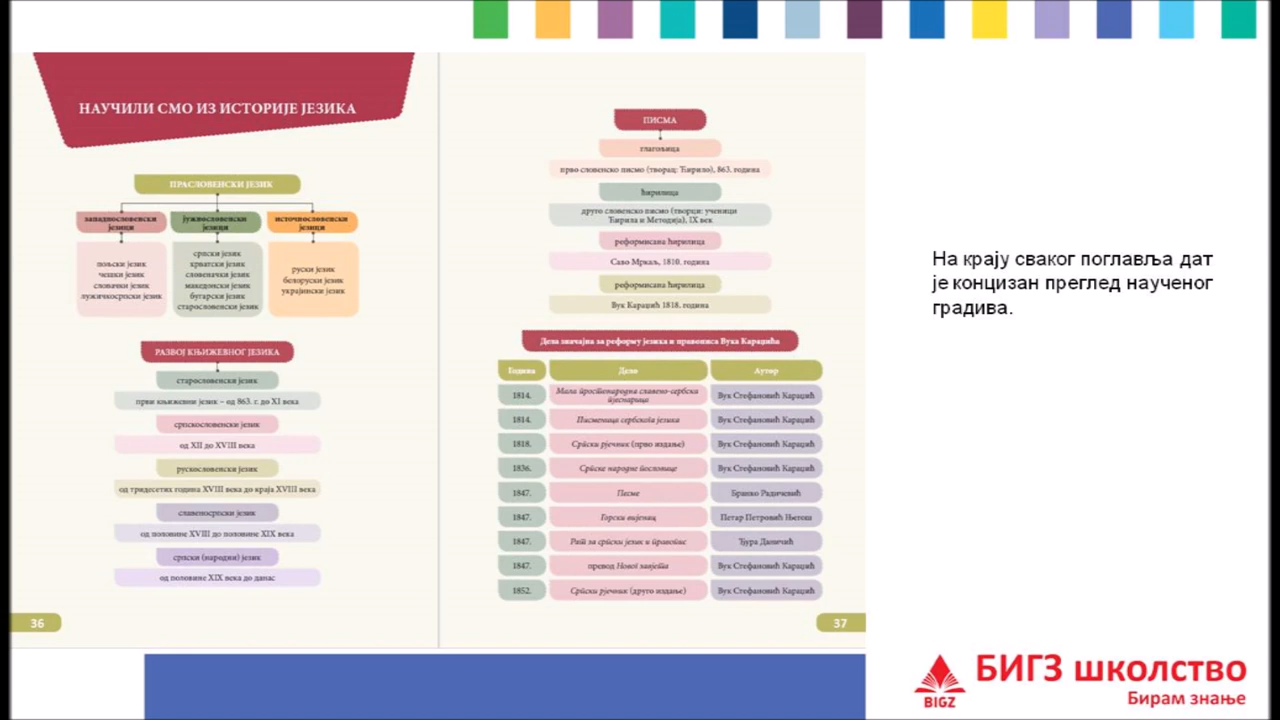 НАУЧИЛИ СМО ИЗ ИСТОРИЈЕ ЈЕЗИКА
ПРАСЛОВЕНСКИ ЈЕЗИК
западнословенски
језици
јужнословенски
језици
источнословенски
језици
пољски језик
чешки језик
словачки језик
лужичкосрпски језик
српски језик
хрватски језик
словеначки језик
македонски језик
бугарски језик
старословенски језик
руски језик
белоруски језик
украјински језик
РАЗВОЈ КЊИЖЕВНОГ ЈЕЗИКА
старословенски језик
први књижевни језик – од 863. г. до XI века
српскословенски језик
од XII до XVIII века
рускословенски језик
од тридесетих година XVIII века до краја XVIII века
славеносрпски језик
од половине XVIII до половине XIX века
српски (народни) језик
од половине XIX века до данас
36
ПИСМА
глагољица
прво словенско писмо (творац: Ћирило), 863. година
ћирилица
друго словенско писмо (творци: ученици
Ћирила и Методија), IX век
реформисана ћирилица
Саво Мркаљ, 1810. година
реформисана ћирилица
Вук Караџић 1818. година
Дела значајна за реформу језика и правописа Вука Караџића
Година Дело Аутор
1814. Мала простонародна славено-сербска
пјеснарица Вук Стефановић Караџић
1814. Писменица сербскога језика Вук Стефановић Караџић
1818. Српски рјечник (прво издање) Вук Стефановић Караџић
1836. Српске народне пословице Вук Стефановић Караџић
1847. Песме Бранко Радичевић
1847. Горски вијенац Петар Петровић Његош
1847. Рат за српски језик и правопис Ђура Даничић
1847. превод Новог завјета Вук Стефановић Караџић
1852. Српски рјечник (друго издање) Вук Стефановић Караџић
37
На крају сваког поглавља дат
је концизан преглед наученог
градива.
BIGZ
БИГЗ школство
Бирам знање